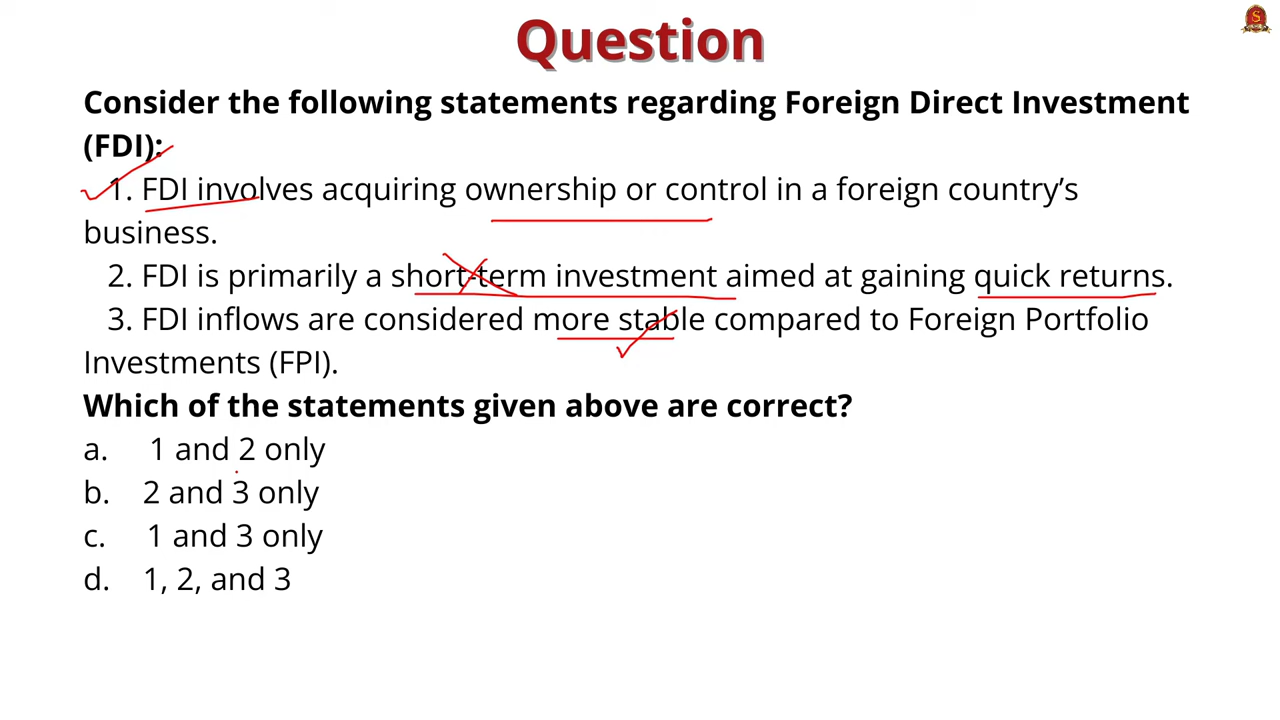 Question
Consider the following statements regarding Foreign Direct Investment
(FDI):
1. FDI involves acquiring ownership or control in a foreign country's
business.
2. FDI is primarily a short-term investment aimed at gaining quick returns.
3. FDI inflows are considered more stable compared to Foreign Portfolio
Investments (FPI).
Which of the statements given above are correct?
a. 1 and 2 only
b. 2 and 3 only
c. 1 and 3 only
d. 1, 2, and 3